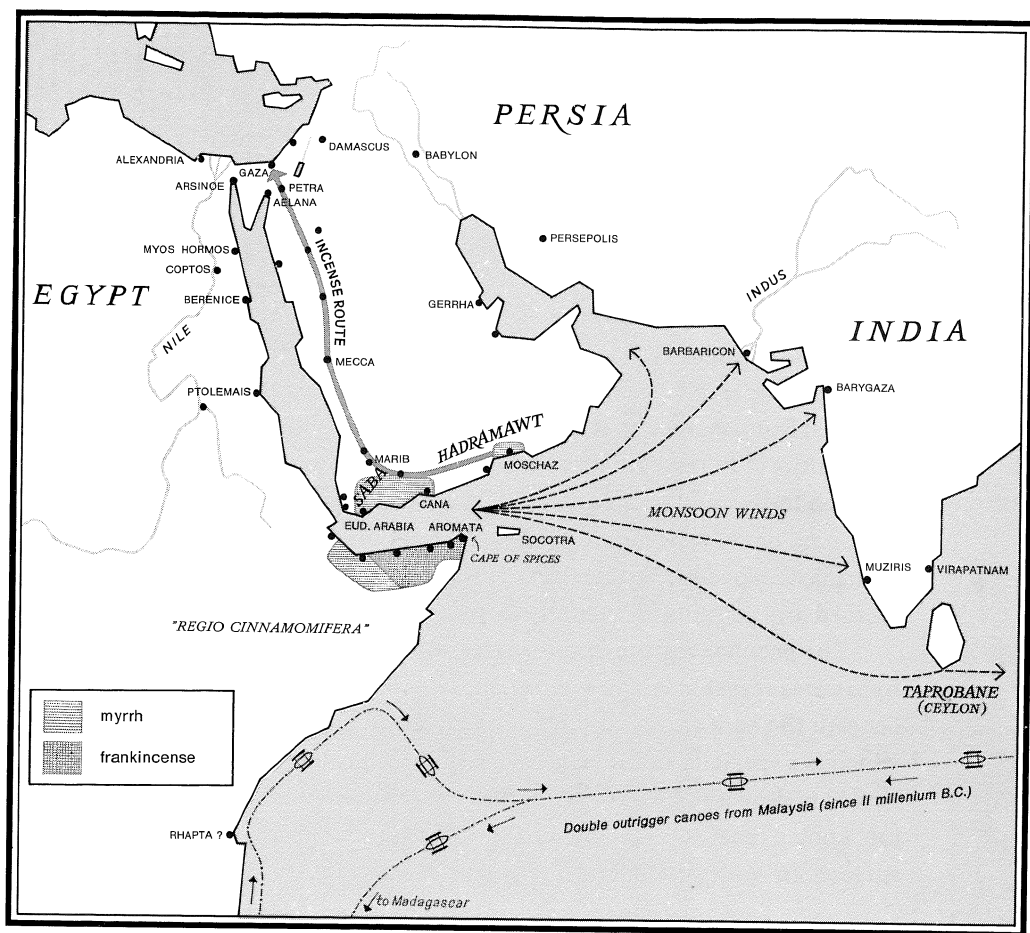 PERSIA
ALEXANDRIA
DAMASCUS
BABYLON
GAZA
ARSINOE
PETRA
AELANA
MYOS HORMOS
COPTOS
INCENSE ROUTE
PERSEPOLIS
EGYPT
BERENICE
GERRHA
INDUS
INDIA
NILE
MECCA
BARBARICON
PTOLEMAIS
BARYGAZA
HADRAMAWT
MARIB
MOSCHAZ
SABA
CANA
MONSOON WINDS
EUD. ARABIA
AROMATA
SOCOTRA
CAPE OF SPICES
MUZIRIS
VIRAPATNAM
"REGIO CINNAMOMIFERA"
TAPROBANE
(CEYLON)
myrrh
frankincense
RHAPTA ?
Double outrigger canoes from Malaysia (since II millenium B.C.)
to Madagascar